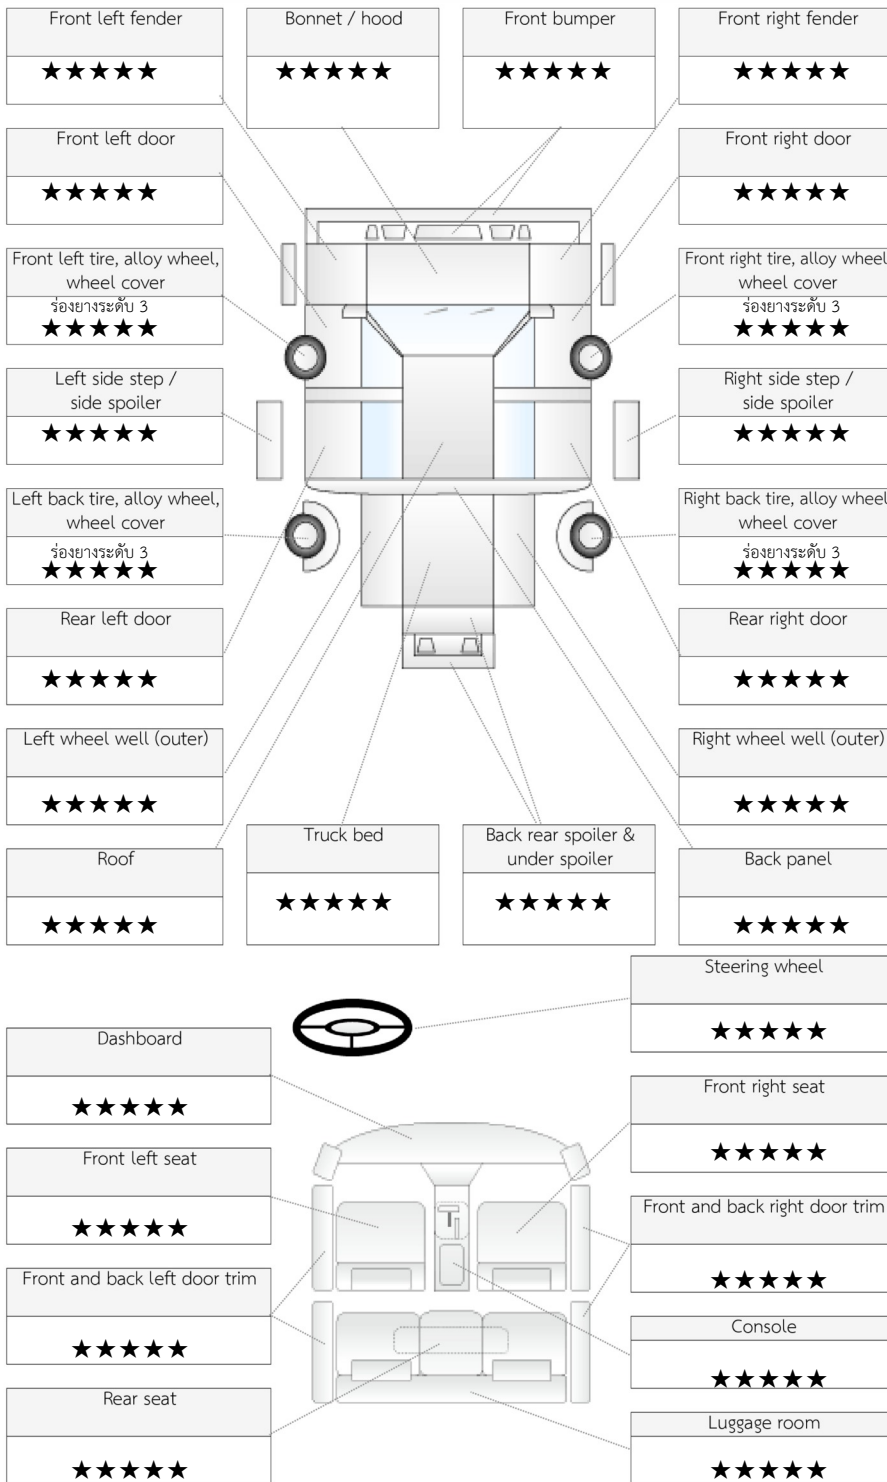 Front left fender
★★★★★
Bonnet / hood
★★★★★
Front bumper
★★★★★
Front right fender
★★★★★
Front left door
★★★★★
Front right door
★★★★★
Front left tire, alloy wheel,
wheel cover
ร่องยางระดับ 3
★★★★★
Front right tire, alloy wheel
wheel cover
ร่องยางระดับ 3
★★★★★
Left side step /
side spoiler
★★★★★
Right side step /
side spoiler
★★★★★
Left back tire, alloy wheel,
wheel cover
ร่องยางระดับ 3
★★★★★
Right back tire, alloy wheel
wheel cover
ร่องยางระดับ 3
★★★★★
Rear left door
★★★★★
Rear right door
★★★★★
Left wheel well (outer)
★★★★★
Right wheel well (outer)
★★★★★
Roof
★★★★★
Truck bed
★★★★★
Back rear spoiler &
under spoiler
★★★★★
Back panel
★★★★★
Steering wheel
★★★★★
Dashboard
★★★★★
Front right seat
★★★★★
Front left seat
★★★★★
Front and back right door trim
★★★★★
Front and back left door trim
★★★★★
Console
★★★★★
Rear seat
★★★★★
Luggage room
★★★★★